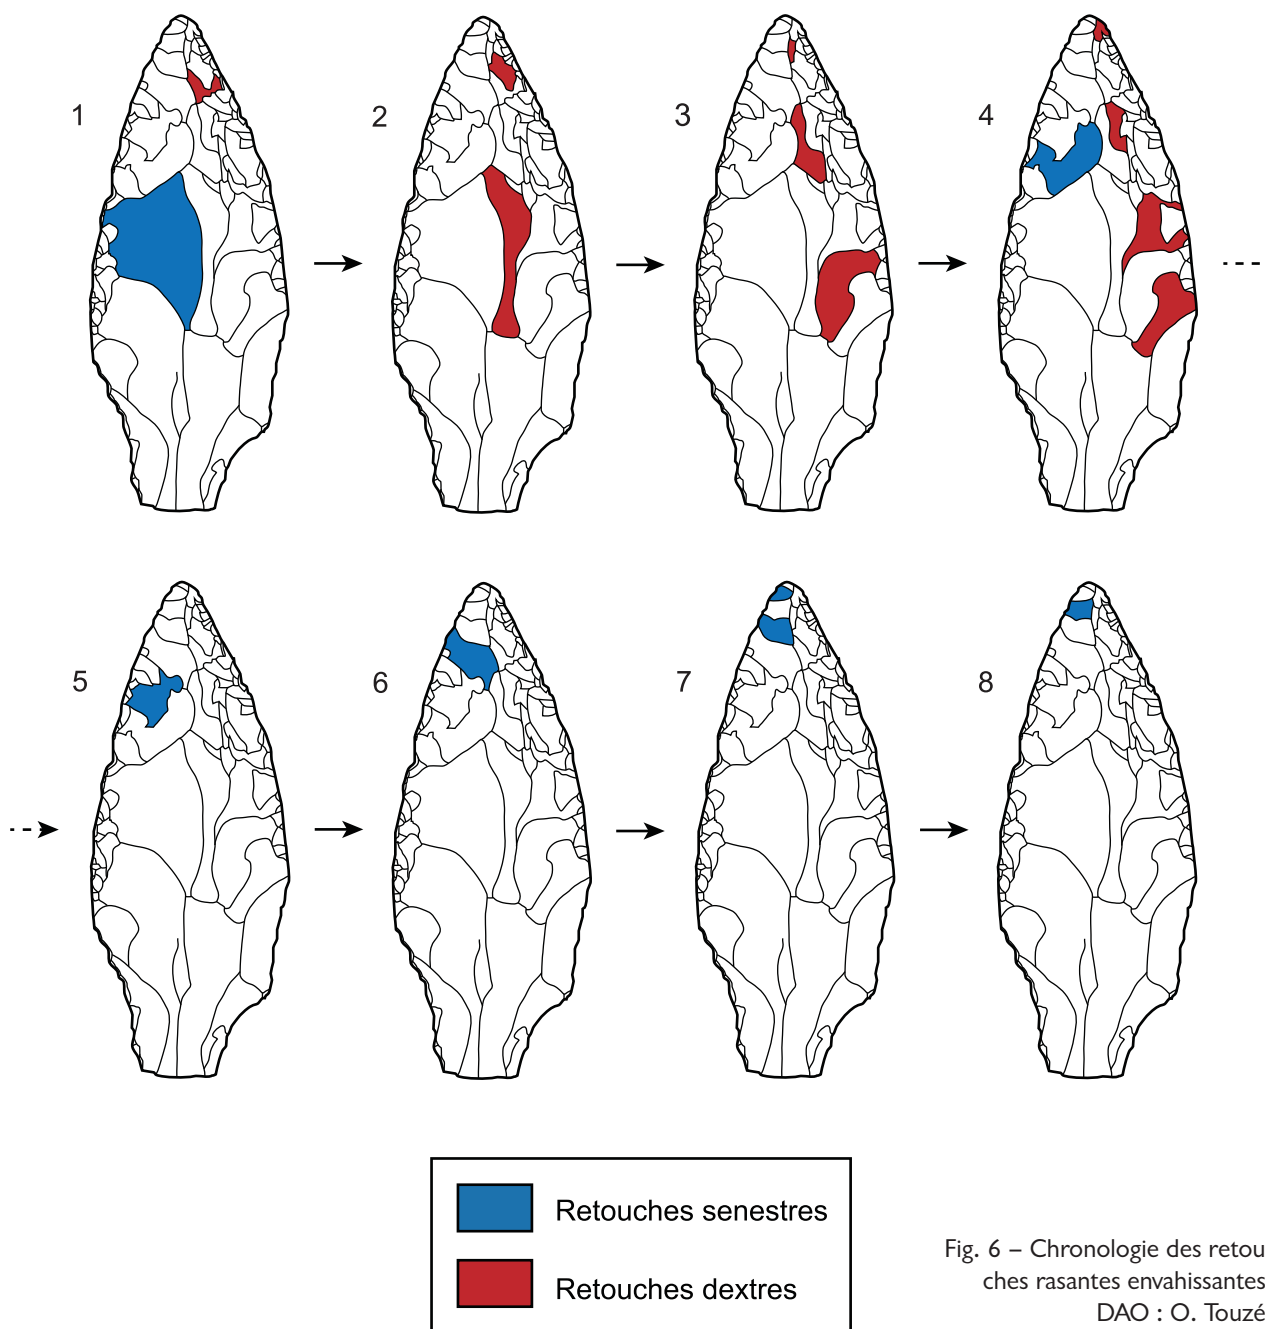 1
2
3
4
5
6
7
8
Retouches senestres
Retouches dextres
Fig. 6 – Chronologie des retou
ches rasantes envahissantes
DAO : O. Touzé